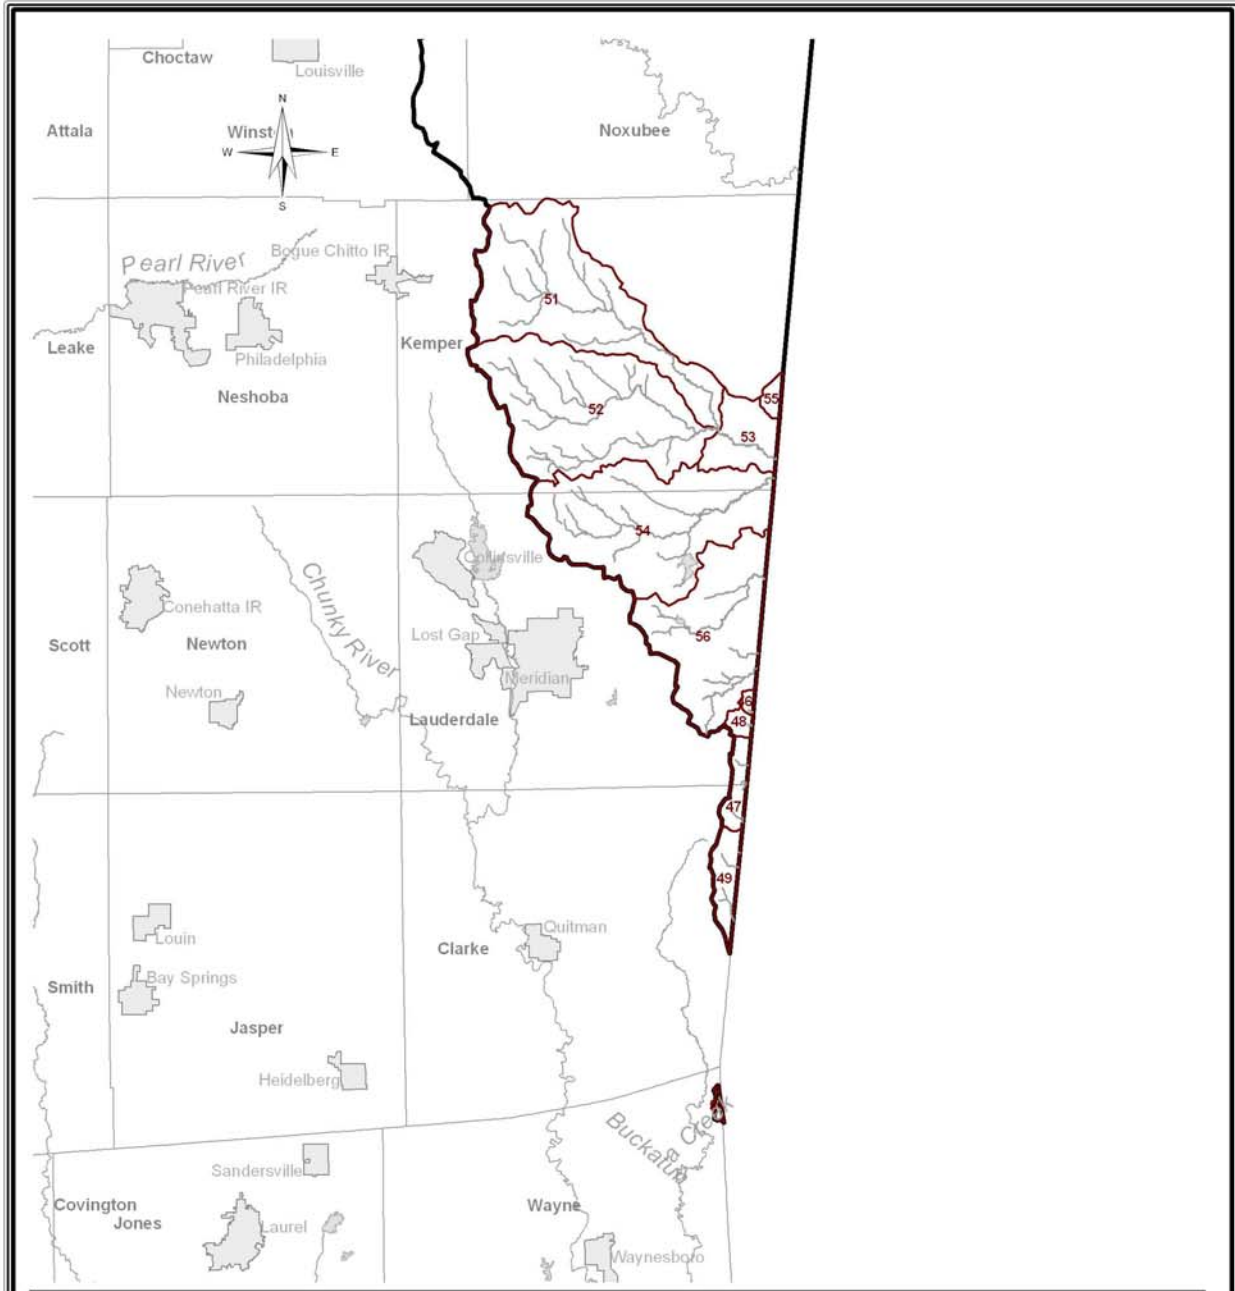 Choctaw
Louisville
N
Attala
Winston
Noxubee
W
E
S
Bogue Chitto IR
Pearl River
Pearl River IR
51
Leake
Kemper
Philadelphia
Neshoba
55
52
53
54
Collinsville
Chunky River
Conehatta IR
Lost Gap
56
Scott
Newton
Meridian
Newton
46
Lauderdale
48
47
49
Quitman
Louin
Clarke
Bay Springs
Smith
Jasper
Heidelberg
Buckatunna Creek
Sandersville
Covington
Wayne
Jones
Laurel
Waynesboro